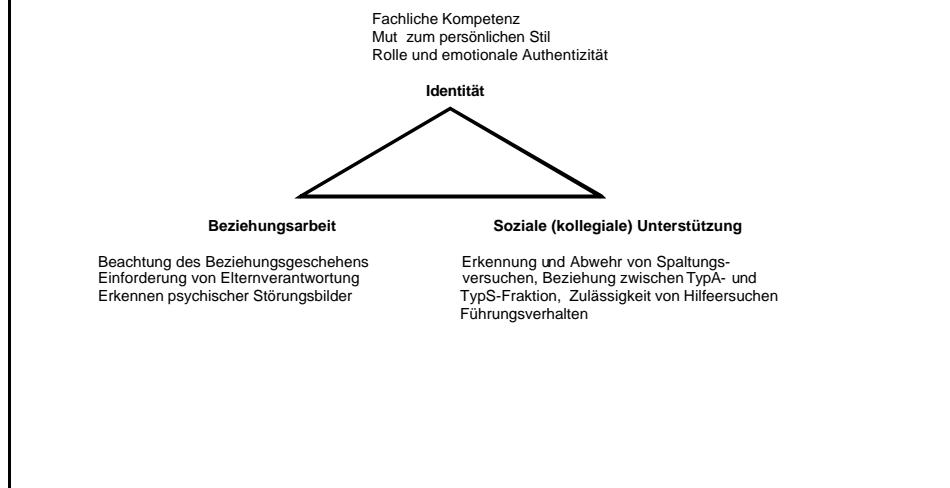 Fachliche Kompetenz
Mut zum persönlichen Stil
Rolle und emotionale Authentizität
Identität
Beziehungsarbeit
Beachtung des Beziehungsgeschehens
Einforderung von Elternverantwortung
Erkennen psychischer Störungsbilder
Soziale (kollegiale) Unterstützung
Erkennung und Abwehr von Spaltungs-
versuchen, Beziehung zwischen TypA- und
TypS-Fraktion, Zulässigkeit von Hilfeersuchen
Führungsverhalten